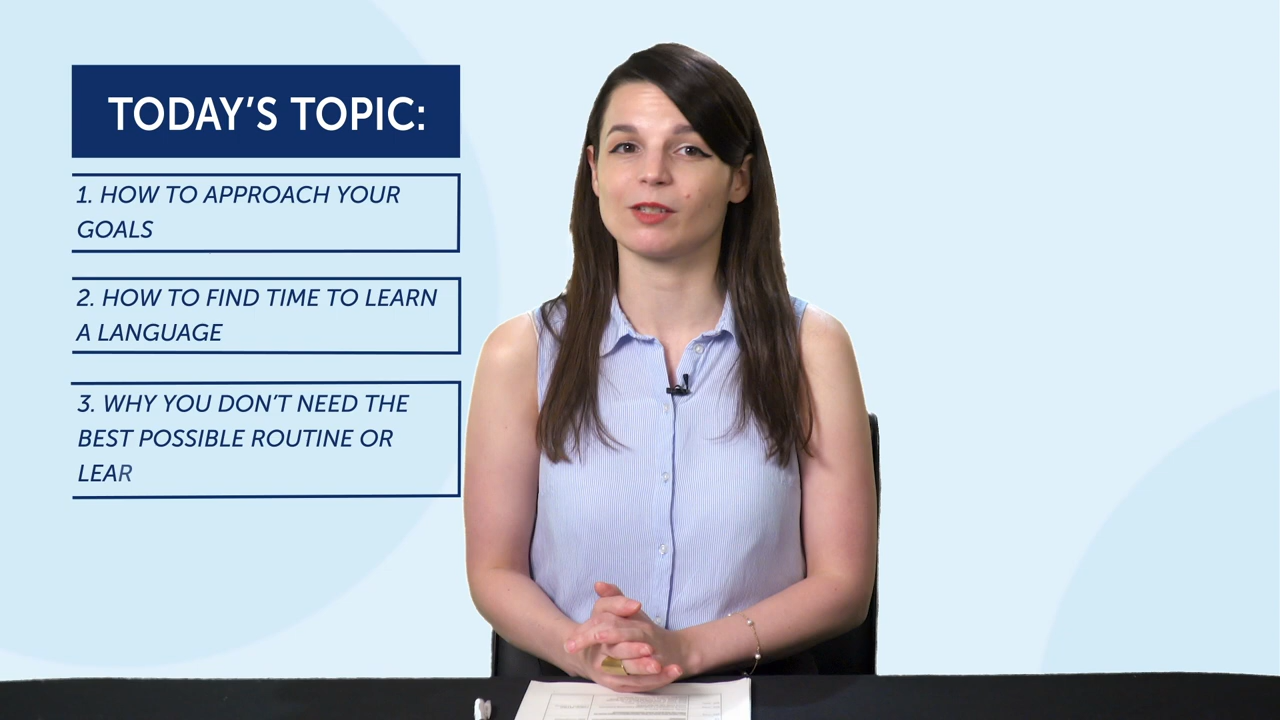 TODAY'S TOPIC:
1. HOW TO APPROACH YOUR
GOALS
2. HOW TO FIND TIME TO LEARN
A LANGUAGE
3. WHY YOU DON'T NEED THE
BEST POSSIBLE ROUTINE OR
LEAR